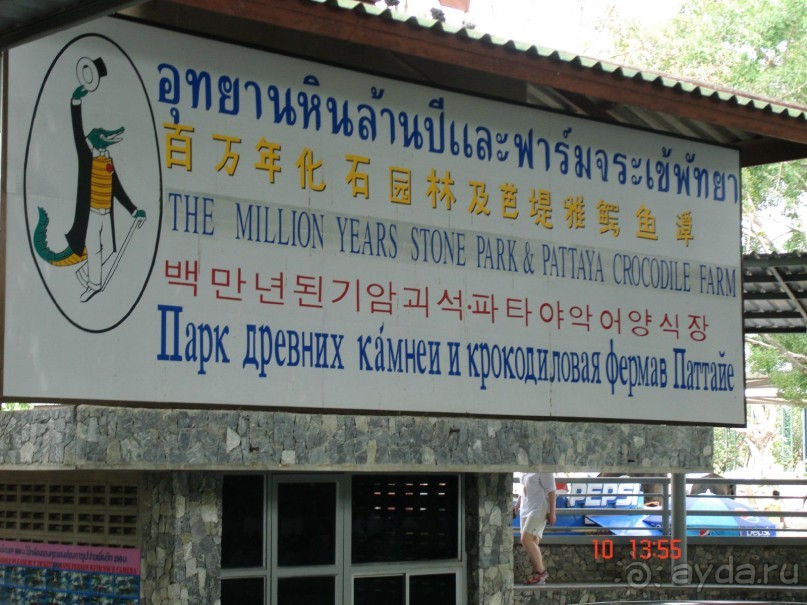 อุทยานหินล้านปีและฟาร์มจระเข้พัทยา
百万年化石园林及芭堤雅鳄鱼潭
THE MILLION YEARS STONE PARK & PATTAYA CROCODILE FARM
백만년된기암괴석·파타야악어양식장
Парк древних ка́мнеи и крокодиловая фермав Паттайе
PEPSI
pepsi
10 13:55
ayda.ru